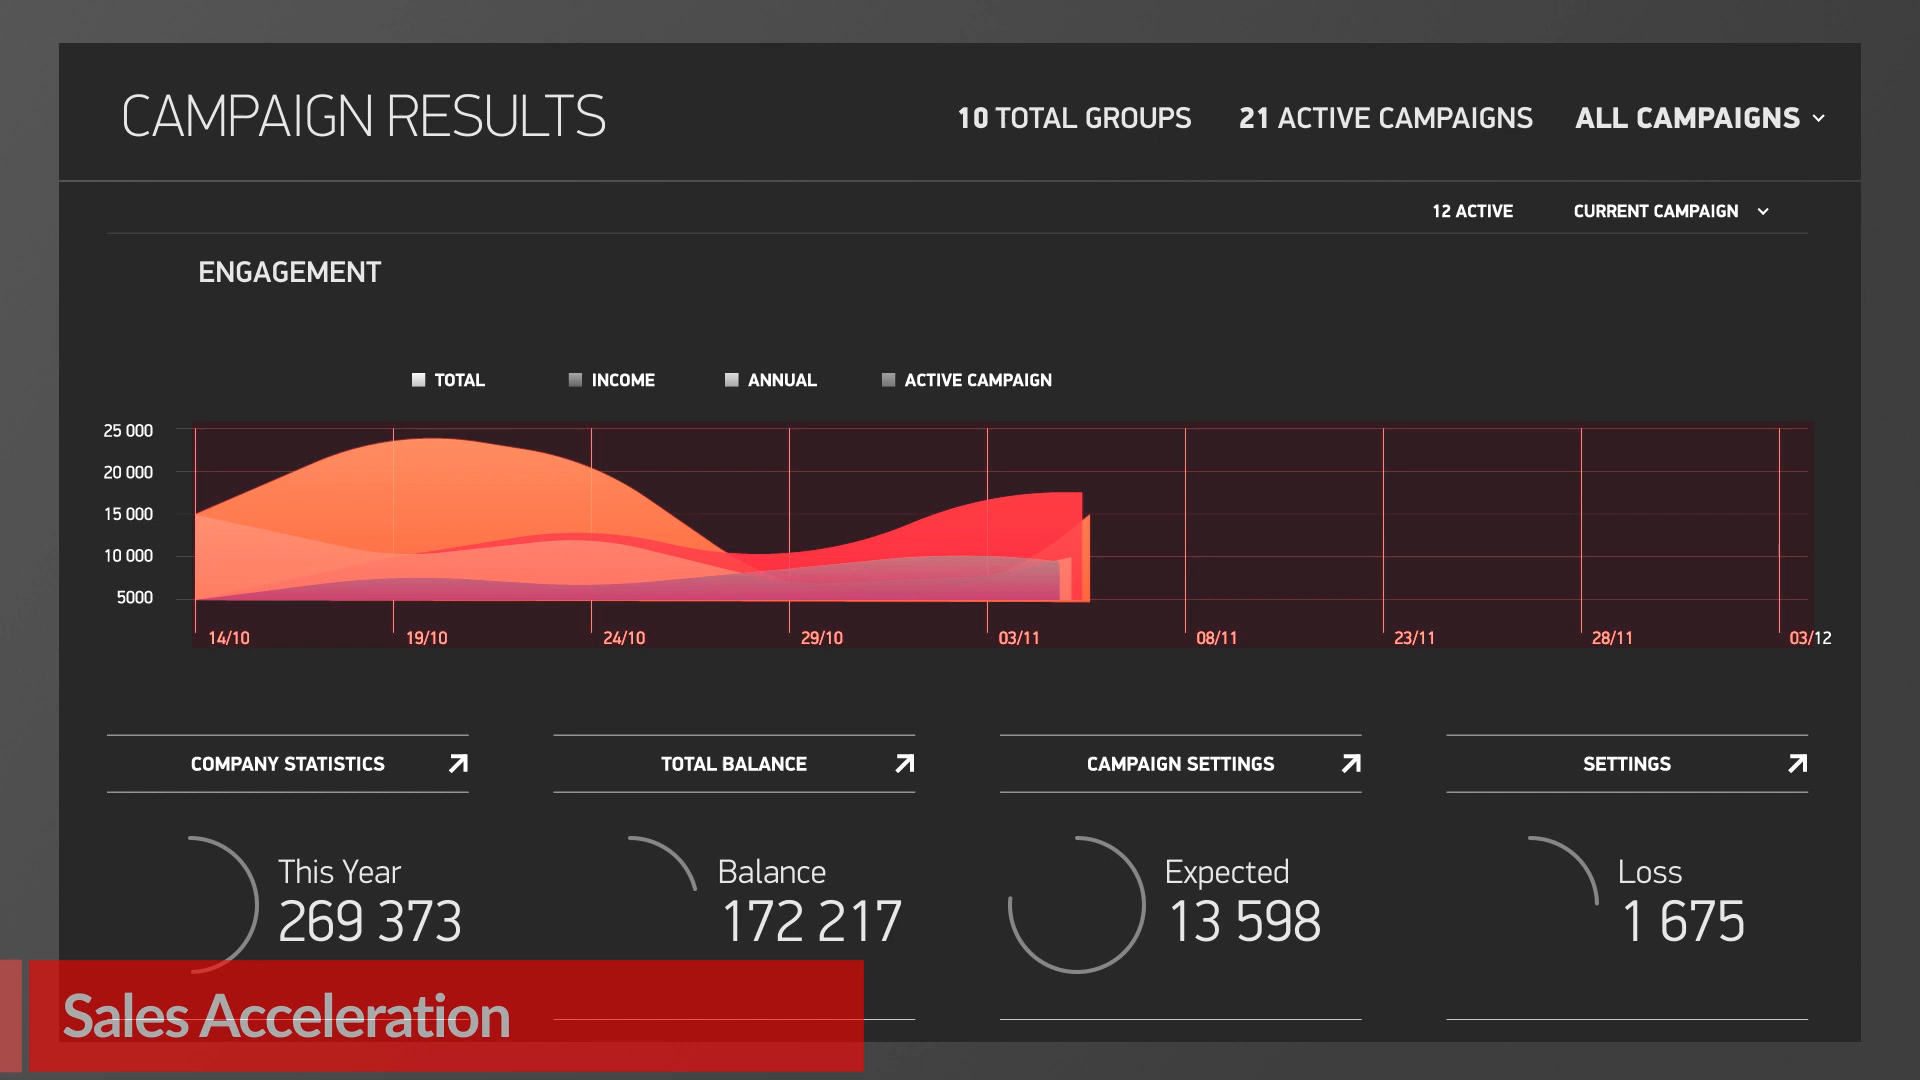 CAMPAIGN RESULTS
10 TOTAL GROUPS 21 ACTIVE CAMPAIGNS ALL CAMPAIGNS
12 ACTIVE CURRENT CAMPAIGN
ENGAGEMENT
TOTAL INCOME ANNUAL ACTIVE CAMPAIGN
25 000
20 000
15 000
10 000
5000
14/10 19/10 24/10 29/10 03/11 08/11 23/11 28/11 03/12
COMPANY STATISTICS TOTAL BALANCE CAMPAIGN SETTINGS SETTINGS
This Year Balance Expected Loss
269 373 172 217 13 598 1 675
Sales Acceleration